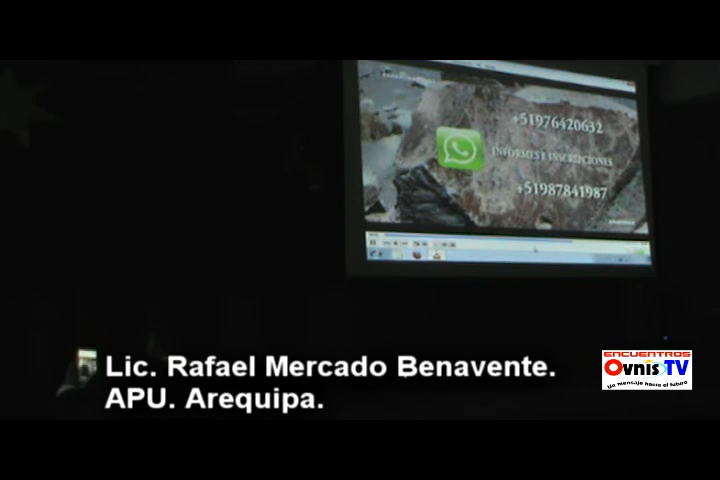 +51976420632
INFORMES E INSCRIPCIONES
+51987841987
Lic. Rafael Mercado Benavente.
APU. Arequipa.
ENCUENTROS
OvnisTV
Un mensaje hacia el futuro